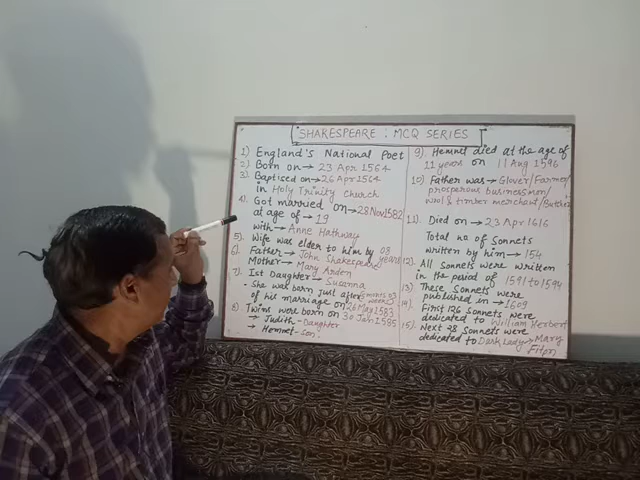 SHAKESPEARE : MCQ SERIES
1) England's National Poet
2) Born on → 23 Apr 1564
3) Baptised on → 26 Apr 1564
in Holy Trinity Church
4) Got married on → 28 Nov 1582
at age of → 19
with → Anne Hathway
5) Wife was elder to him by 08
years
6) Father → John Shakespeare
Mother → Mary Arden
7) Ist Daughter → Susanna
- She was born just after 5 months 03
weeks
of his marriage on 26 May 1583
8) Twins were born on 30 Jan 1585
→ Judith - Daughter
→ Hemnet - Son.
9) Hemnet died at the age of
11 years on 11 Aug 1596
10) Father was → Glover/Farmer/
prosperous businessman/
wool & timber merchant/Butcher
11) Died on → 23 Apr 1616
Total no of Sonnets
written by him → 154
12) All sonnets were written
in the period of 1591 to 1594
13) These Sonnets were
published in → 1609
14) First 126 Sonnets were
dedicated to William Herbert
15) Next 28 Sonnets were
dedicated to Dark Lady → Mary
Fiton